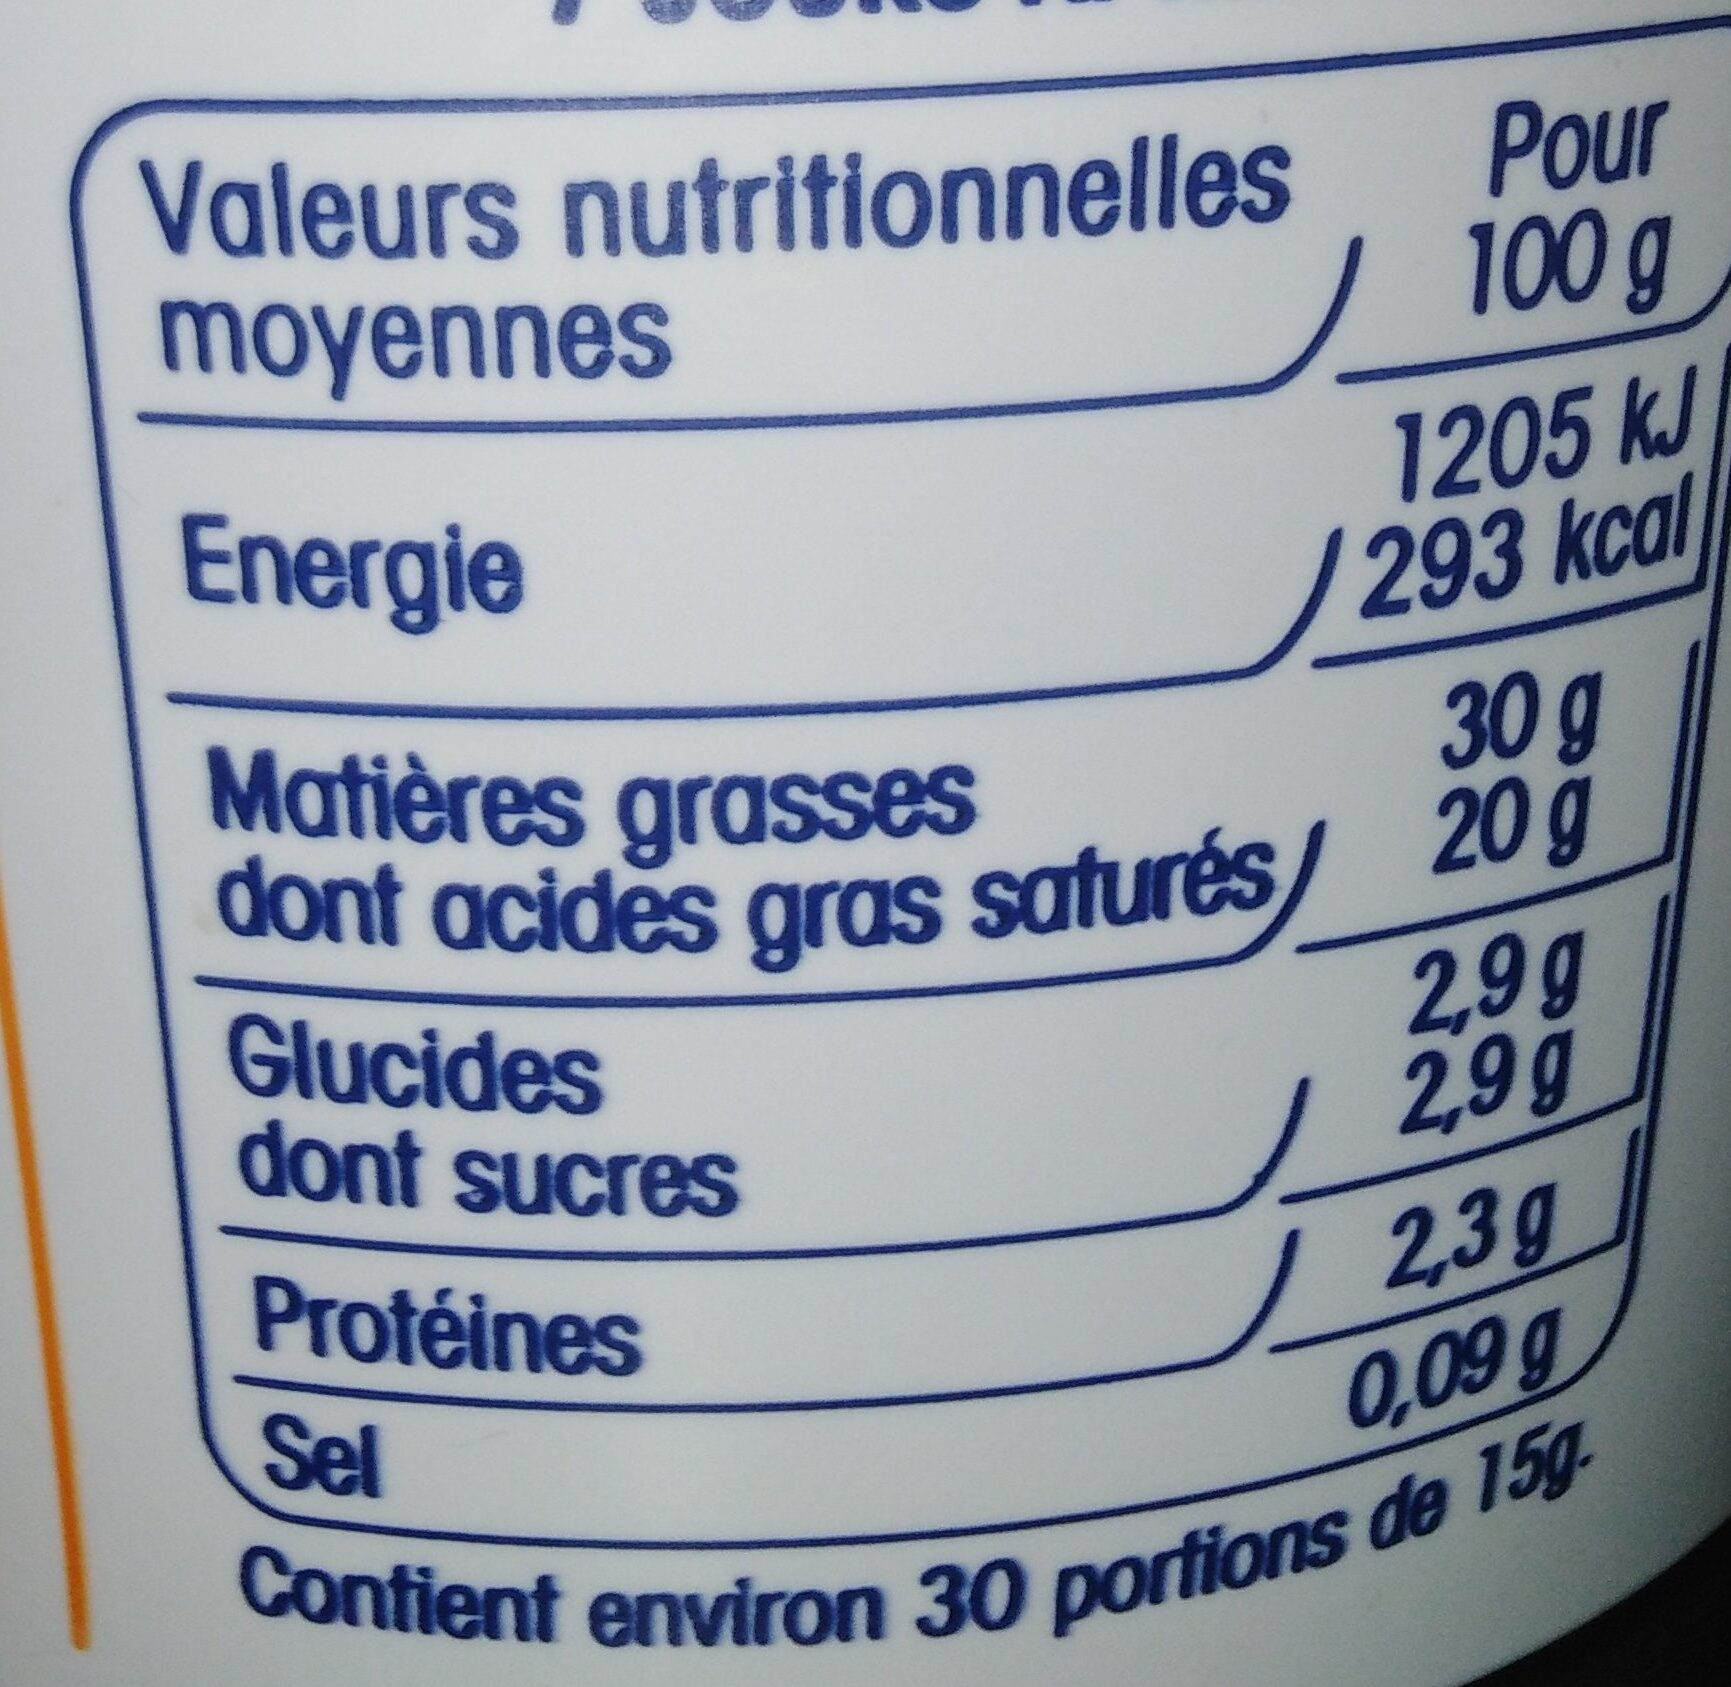 Valeurs nutritionnelles
moyennes
Pour
100 g
Energie
1205 kJ
293 kcal
Matières grasses
30 g
dont acides gras saturés
20 g
Glucides
2,9 g
dont sucres
2,9 g
Protéines
2,3 g
Sel
0,09 g
Contient environ 30 portions de 15g.